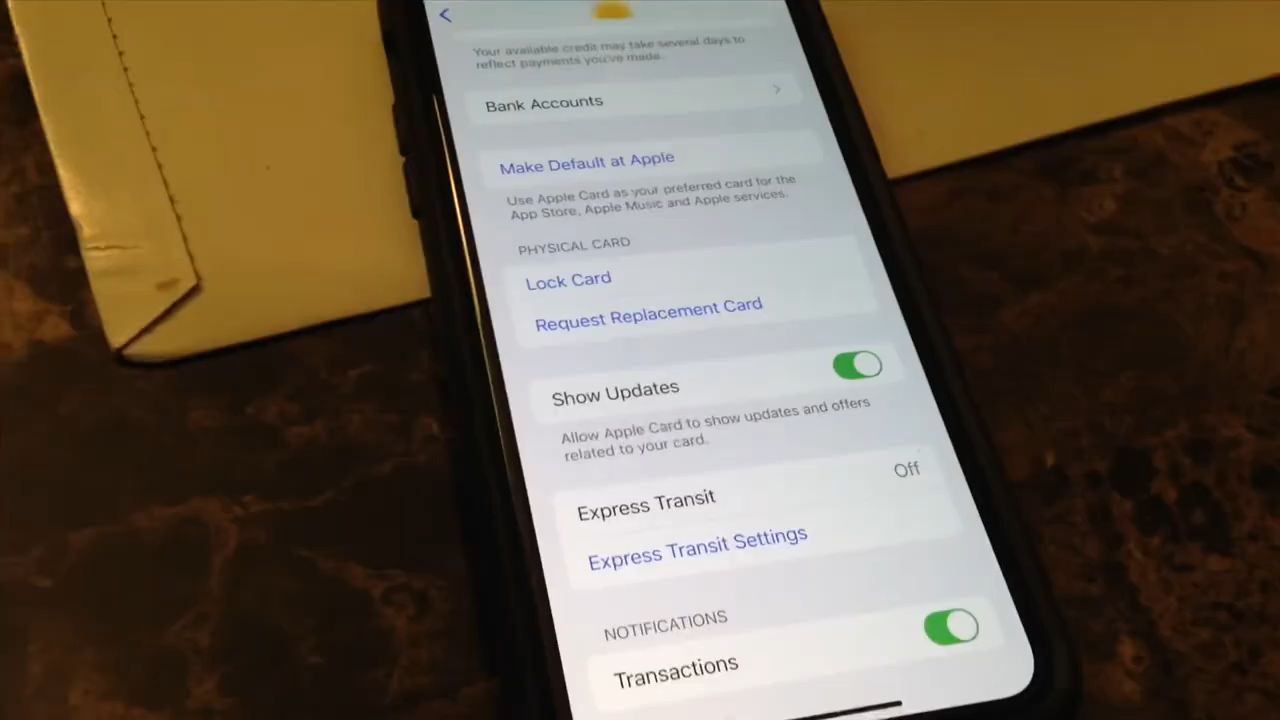 Your available credit may take several days to
reflect payments you've made.
Bank Accounts
Make Default at Apple
Use Apple Card as your preferred card for the
App Store, Apple Music and Apple services.
PHYSICAL CARD
Lock Card
Request Replacement Card
Show Updates
Allow Apple Card to show updates and offers
related to your card.
Express Transit Off
Express Transit Settings
NOTIFICATIONS
Transactions